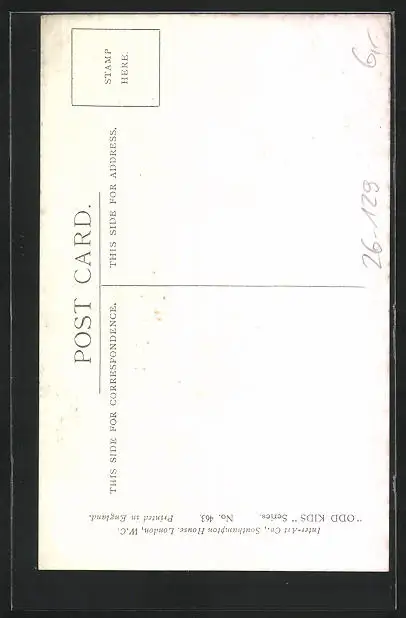 POST CARD.
STAMP
HERE.
THIS SIDE FOR CORRESPONDENCE.
THIS SIDE FOR ADDRESS.
"ODD KIDS" Series. No. 463. Printed in England.
Inter-Art Co., Southampton House, London, W.C.
26-129